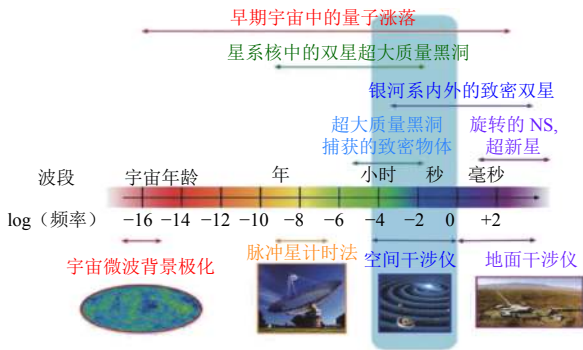 早期宇宙中的量子涨落
星系核中的双星超大质量黑洞
银河系内外的致密双星
超大质量黑洞
捕获的致密物体
旋转的 NS,
超新星
波段 宇宙年龄 年 小时 秒 毫秒
log（频率） −16 −14 −12 −10 −8 −6 −4 −2 0 +2
宇宙微波背景极化
脉冲星计时法
空间干涉仪
地面干涉仪